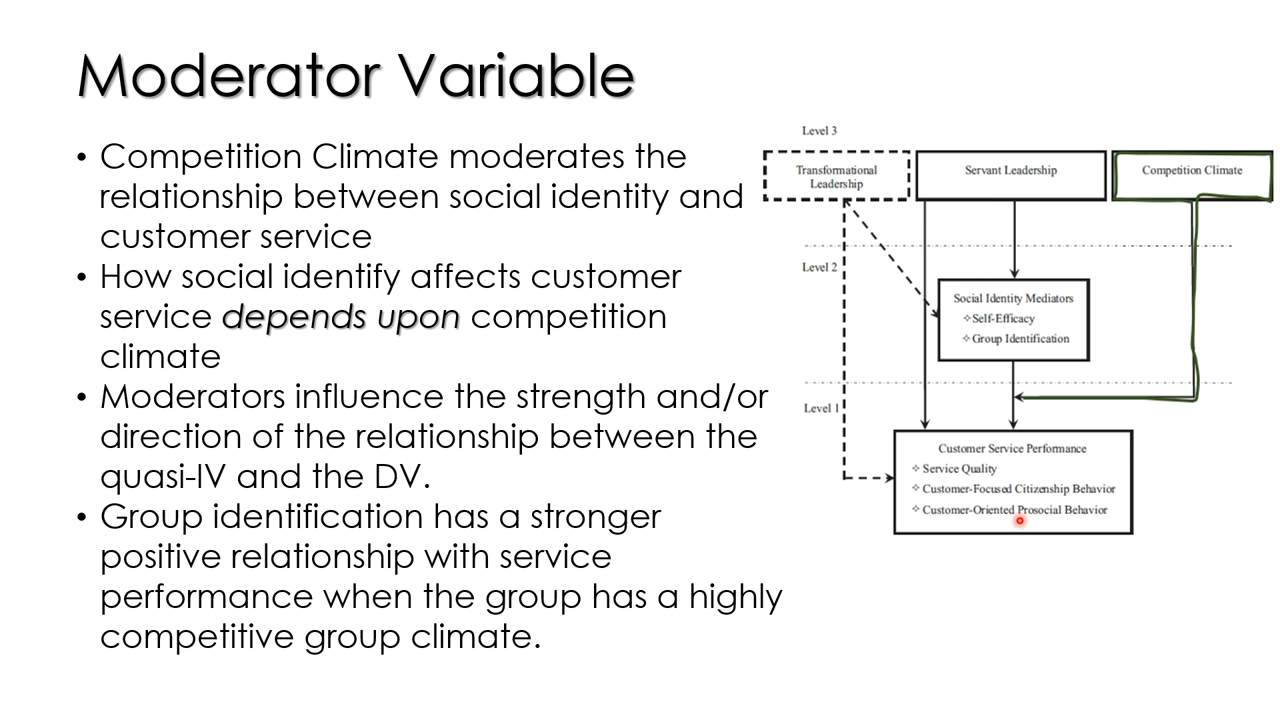 Moderator Variable
• Competition Climate moderates the
relationship between social identity and
customer service
• How social identify affects customer
service depends upon competition
climate
• Moderators influence the strength and/or
direction of the relationship between the
quasi-IV and the DV.
• Group identification has a stronger
positive relationship with service
performance when the group has a highly
competitive group climate.
Level 3
Transformational
Leadership
Servant Leadership
Competition Climate
Level 2
Social Identity Mediators
✧Self-Efficacy
✧Group Identification
Level 1
Customer Service Performance
✧ Service Quality
✧ Customer-Focused Citizenship Behavior
✧ Customer-Oriented Prosocial Behavior